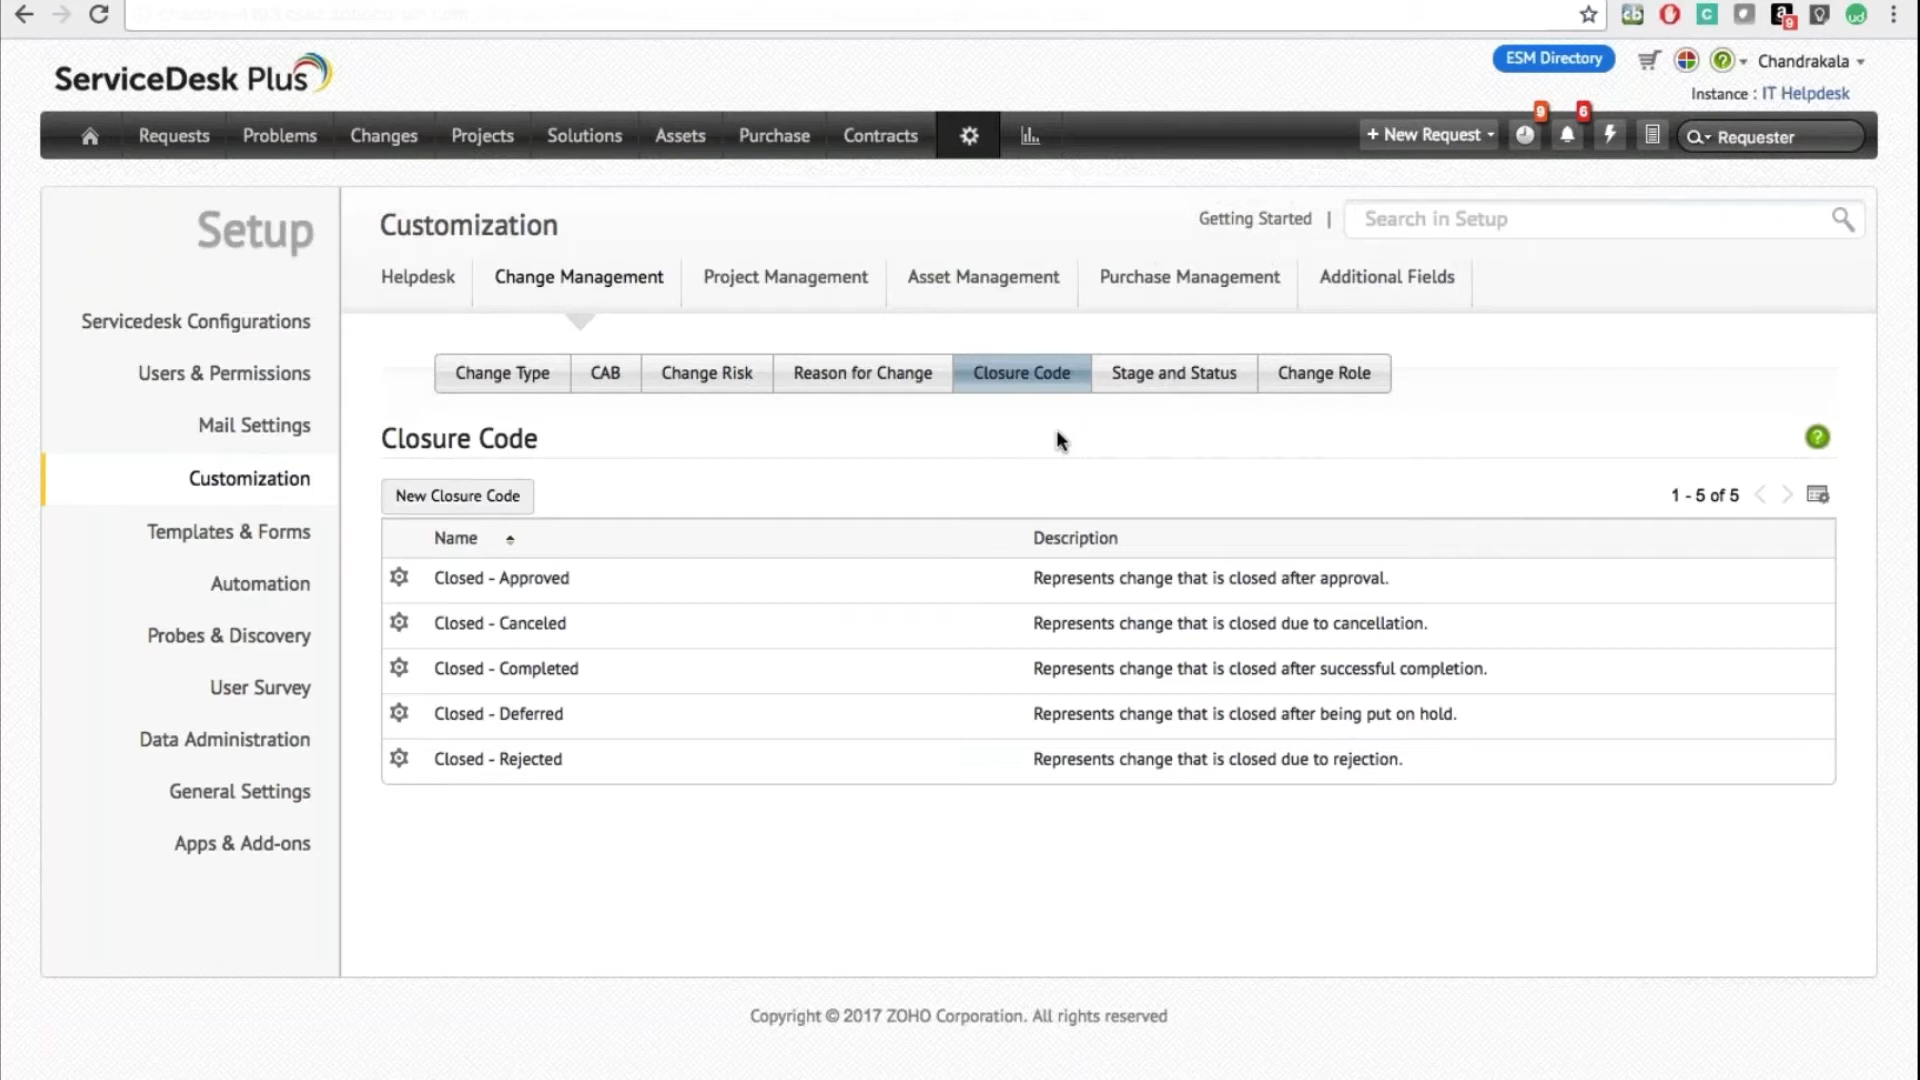 ServiceDesk Plus
ESM Directory
Chandrakala
Instance : IT Helpdesk
9
6
9
Requests Problems Changes Projects Solutions Assets Purchase Contracts + New Request Requester
Setup
Customization
Getting Started | Search in Setup
Helpdesk Change Management Project Management Asset Management Purchase Management Additional Fields
Servicedesk Configurations
Users & Permissions
Mail Settings
Customization
Templates & Forms
Automation
Probes & Discovery
User Survey
Data Administration
General Settings
Apps & Add-ons
Change Type CAB Change Risk Reason for Change Closure Code Stage and Status Change Role
Closure Code
New Closure Code
1 - 5 of 5
Name Description
Closed - Approved Represents change that is closed after approval.
Closed - Canceled Represents change that is closed due to cancellation.
Closed - Completed Represents change that is closed after successful completion.
Closed - Deferred Represents change that is closed after being put on hold.
Closed - Rejected Represents change that is closed due to rejection.
Copyright © 2017 ZOHO Corporation. All rights reserved